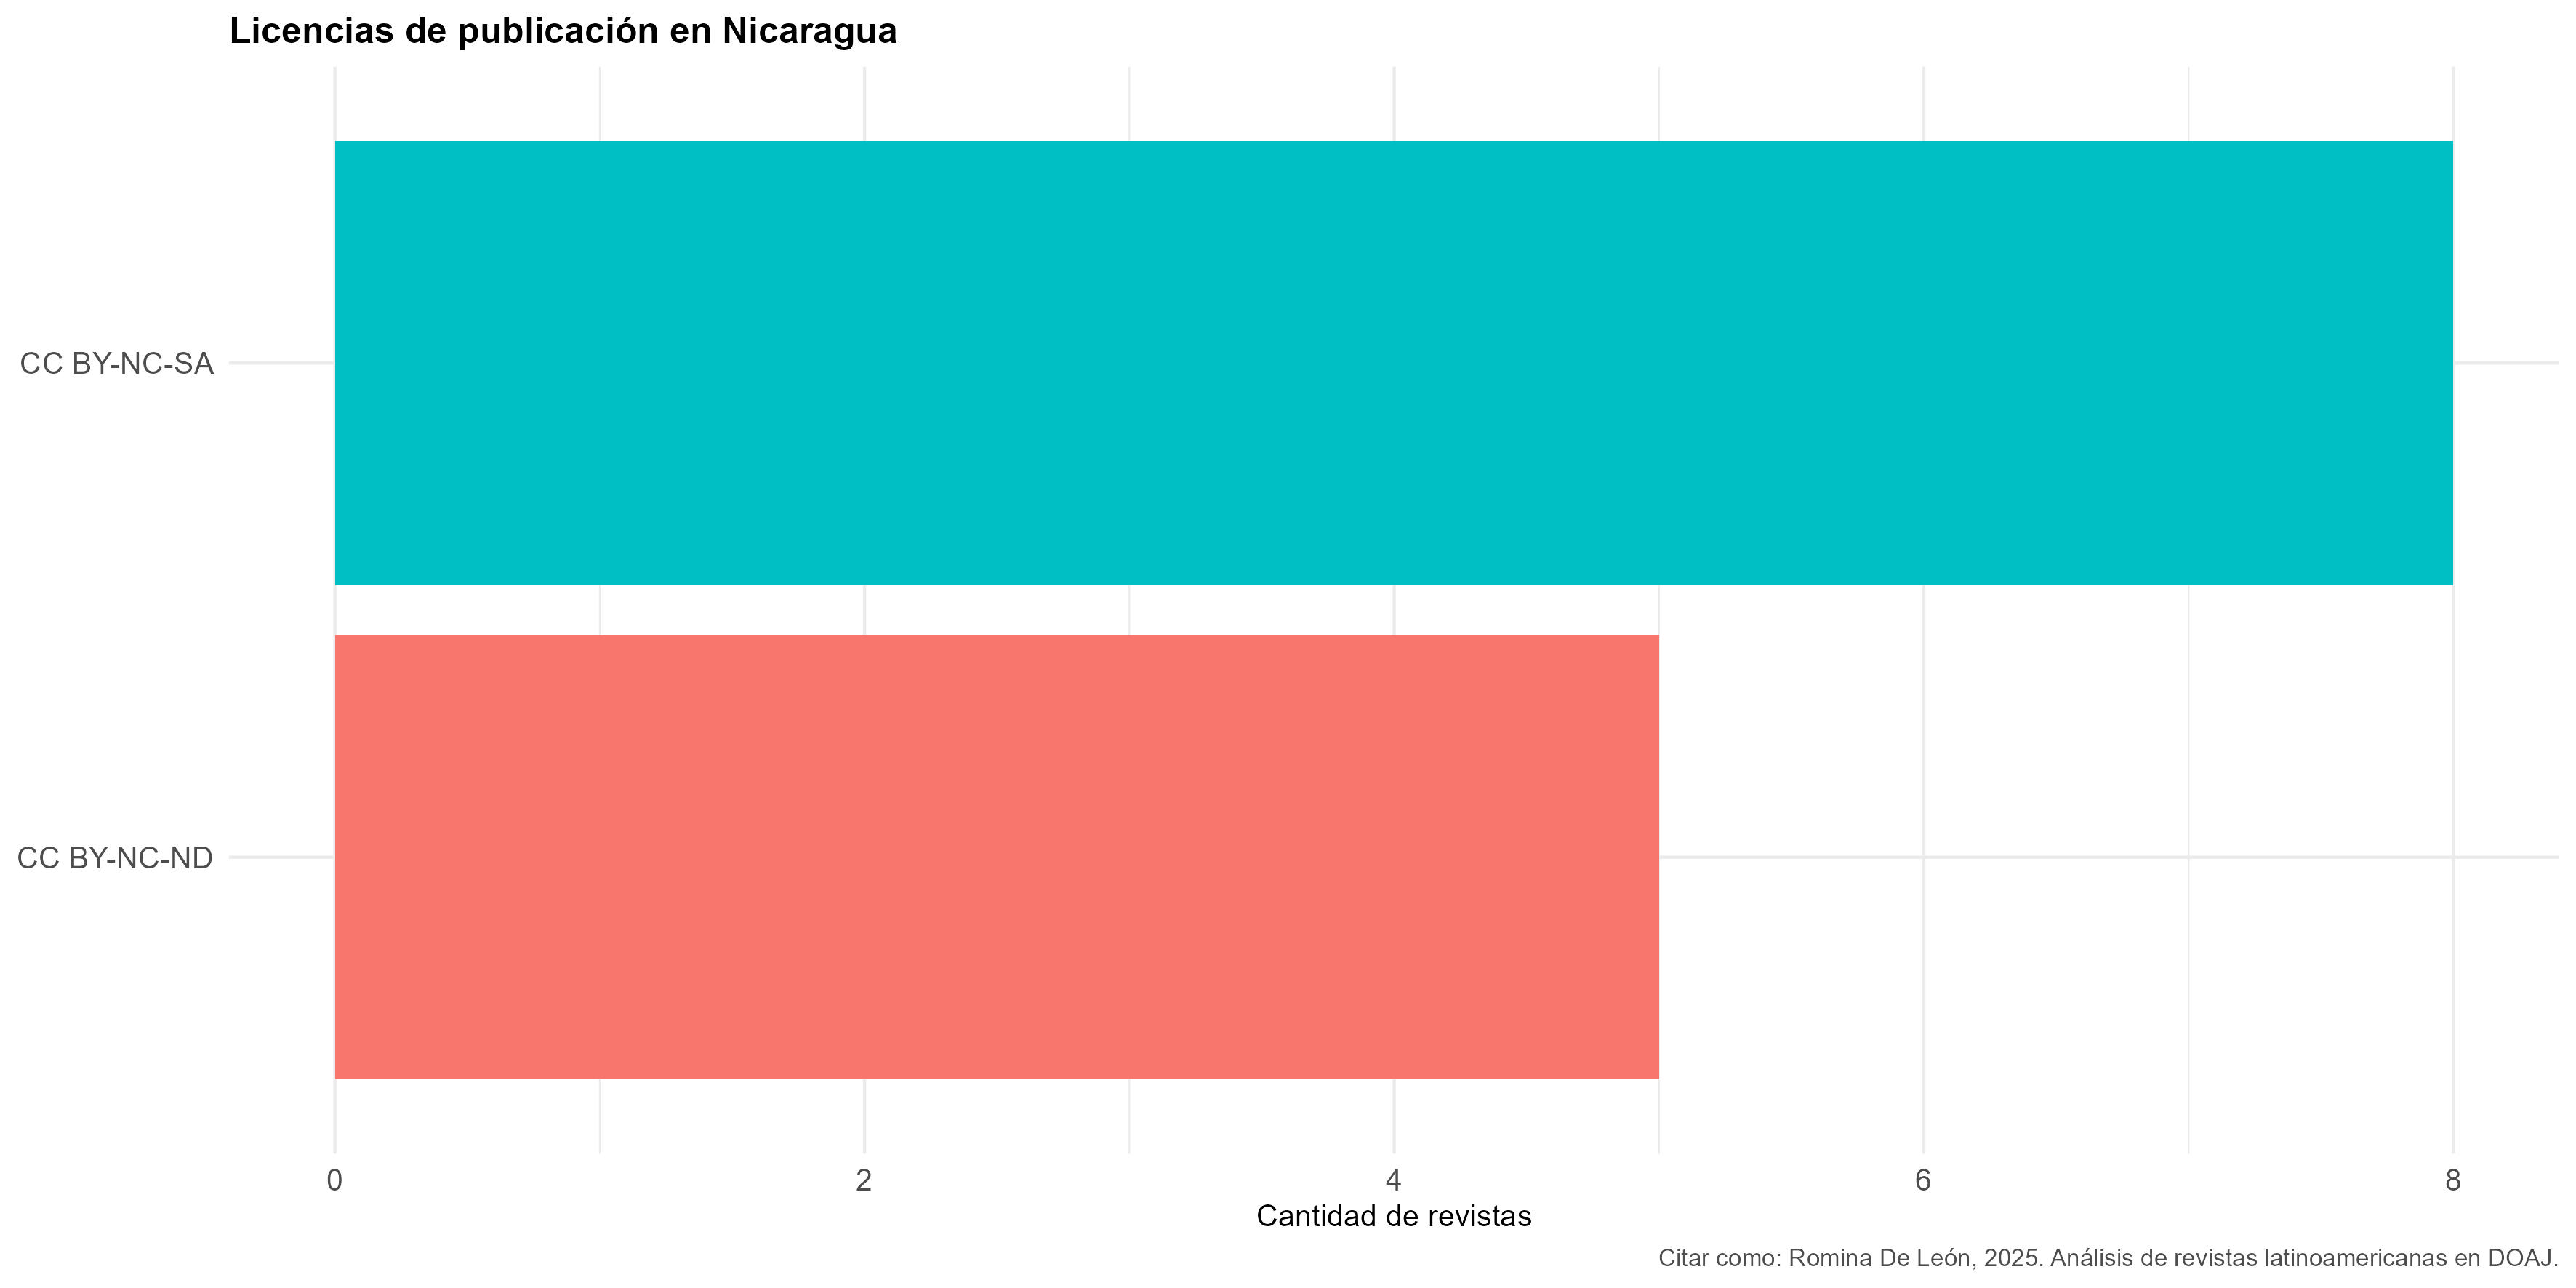 Licencias de publicación en Nicaragua
CC BY-NC-SA
CC BY-NC-ND
0 2 4 6 8
Cantidad de revistas
Citar como: Romina De León, 2025. Análisis de revistas latinoamericanas en DOAJ.